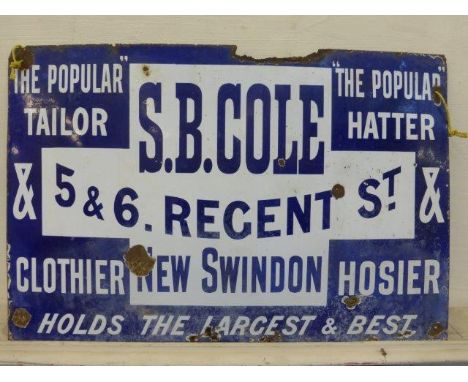 "THE POPULAR"
TAILOR
S.B.COLE
"THE POPULAR"
HATTER
& 5 & 6. REGENT ST &
CLOTHIER
NEW SWINDON
HOSIER
HOLDS THE LARGEST & BEST